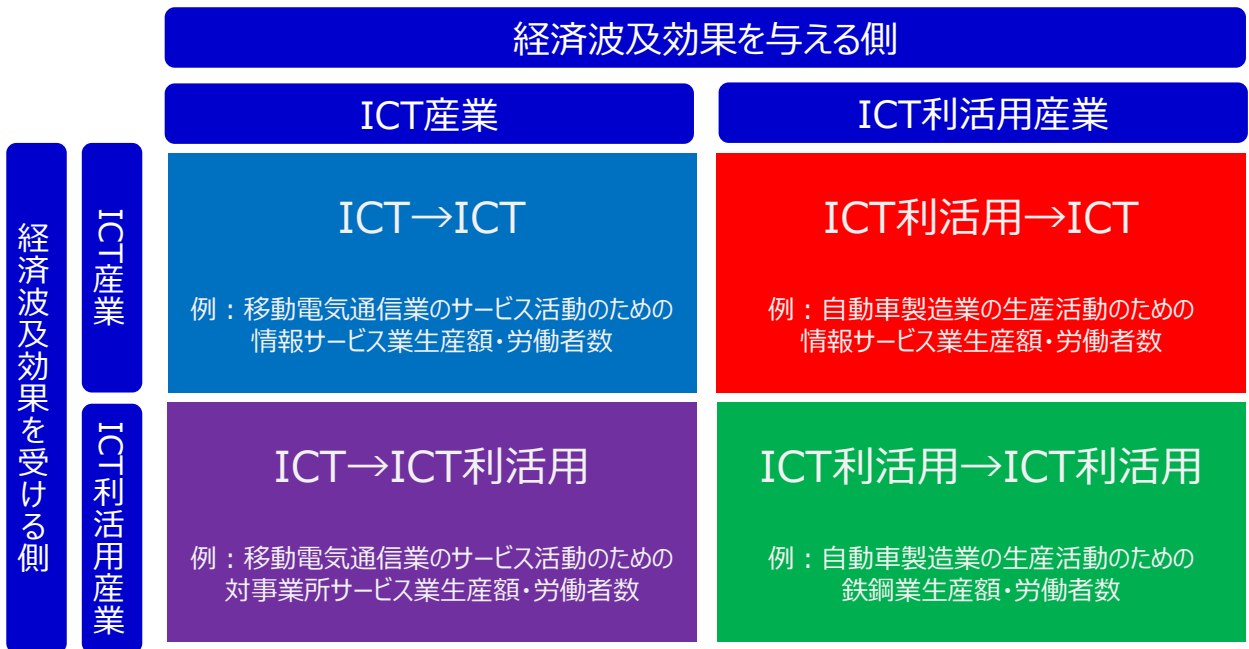 経済波及効果を与える側
ICT産業
ICT利活用産業
経済波及効果を受ける側
ICT産業
ICT→ICT
例：移動電気通信業のサービス活動のための
情報サービス業生産額・労働者数
ICT利活用→ICT
例：自動車製造業の生産活動のための
情報サービス業生産額・労働者数
ICT利活用産業
ICT→ICT利活用
例：移動電気通信業のサービス活動のための
対事業所サービス業生産額・労働者数
ICT利活用→ICT利活用
例：自動車製造業の生産活動のための
鉄鋼業生産額・労働者数